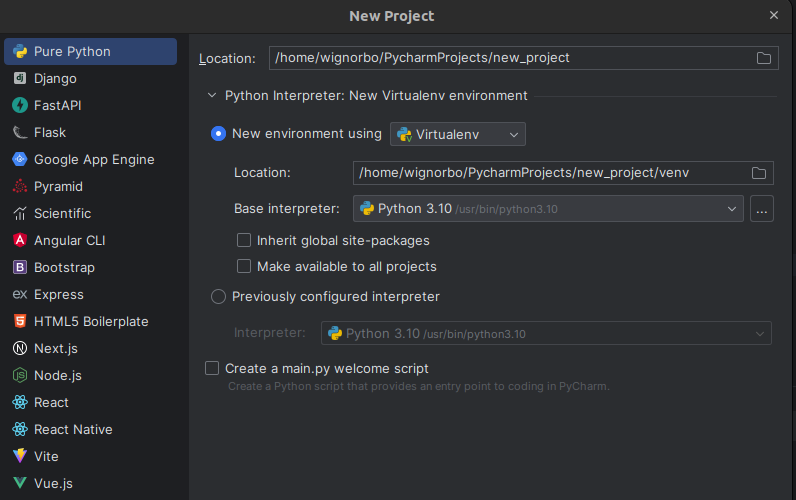 New Project
Pure Python
Django
FastAPI
Flask
Google App Engine
Pyramid
Scientific
Angular CLI
Bootstrap
Express
HTML5 Boilerplate
Next.js
Node.js
React
React Native
Vite
Vue.js
Location: /home/wignorbo/PycharmProjects/new_project
Python Interpreter: New Virtualenv environment
New environment using Virtualenv
Location: /home/wignorbo/PycharmProjects/new_project/venv
Base interpreter: Python 3.10 /usr/bin/python3.10 ...
Inherit global site-packages
Make available to all projects
Previously configured interpreter
Interpreter: Python 3.10 /usr/bin/python3.10
Create a main.py welcome script
Create a Python script that provides an entry point to coding in PyCharm.